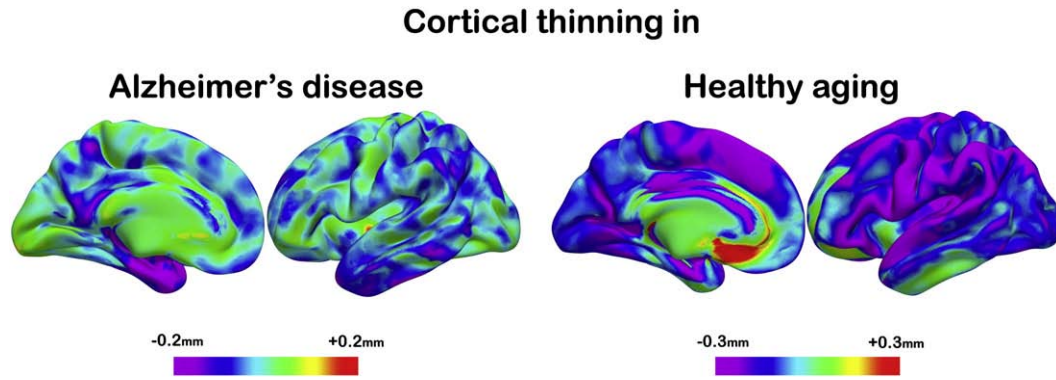 Cortical thinning in
Alzheimer’s disease
Healthy aging
-0.2mm +0.2mm
-0.3mm +0.3mm